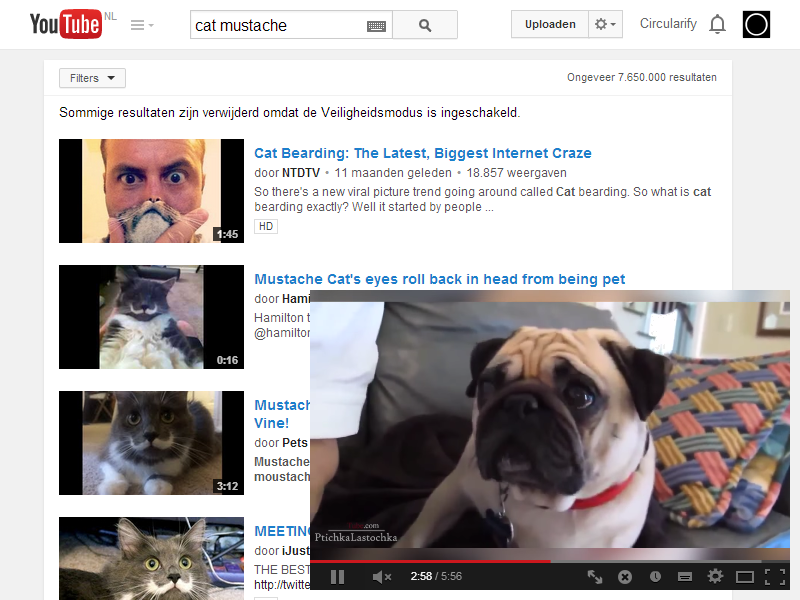 YouTube NL
cat mustache
Uploaden
Circularify
Filters
Ongeveer 7.650.000 resultaten
Sommige resultaten zijn verwijderd omdat de Veiligheidsmodus is ingeschakeld.
1:45
Cat Bearding: The Latest, Biggest Internet Craze
door NDTV • 11 maanden geleden • 18.857 weergaven
So there's a new viral picture trend going around called Cat bearding. So what is cat
bearding exactly? Well it started by people ...
HD
0:16
Mustache Cat's eyes roll back in head from being pet
door Hami
Hamilton t
@hamilton
3:12
Mustach
Vine!
door Pets
Mustache
moustach
MEETING
door iJust
THE BEST
http://twitte
.com
PtichkaLastochka
2:58 / 5:56